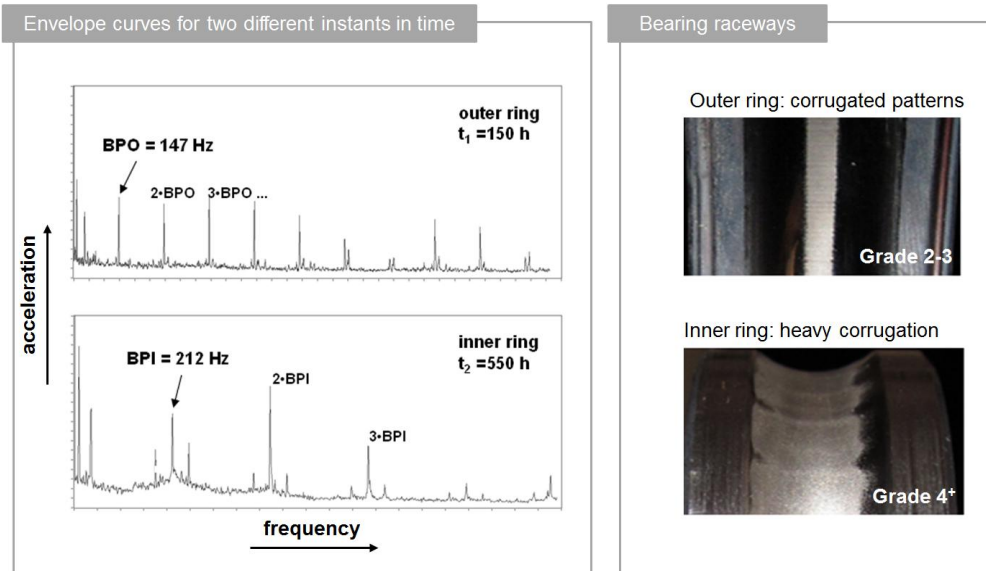 Envelope curves for two different instants in time
outer ring
t₁ =150 h
BPO = 147 Hz
2•BPO
3•BPO ...
acceleration
inner ring
t₂ =550 h
BPI = 212 Hz
2•BPI
3•BPI
frequency
Bearing raceways
Outer ring: corrugated patterns
Grade 2-3
Inner ring: heavy corrugation
Grade 4⁺